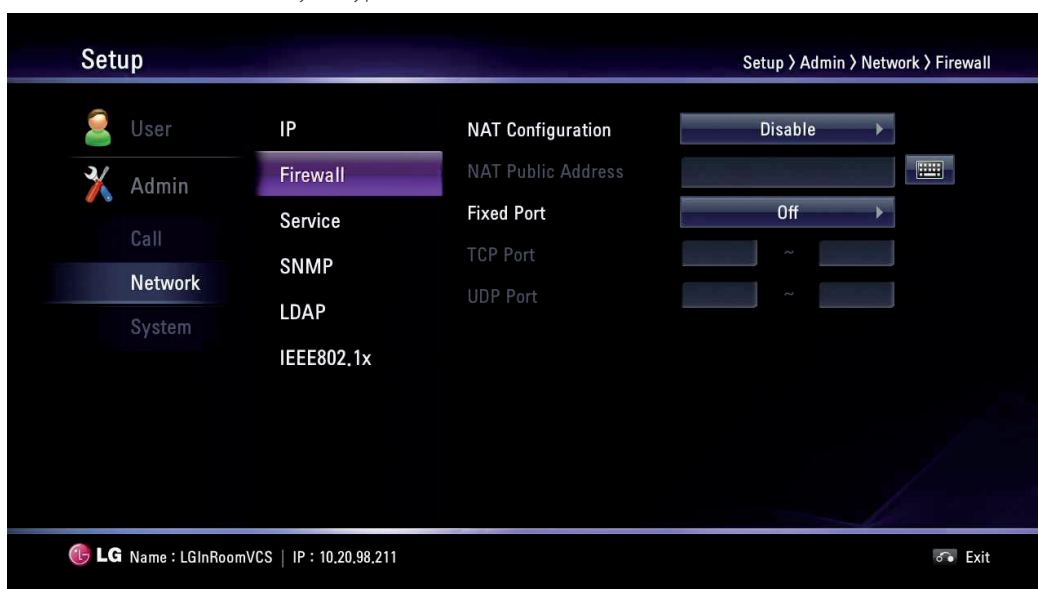 Setup
Setup > Admin > Network > Firewall
User
Admin
Call
Network
System
IP
Firewall
Service
SNMP
LDAP
IEEE802.1x
NAT Configuration Disable
NAT Public Address
Fixed Port Off
TCP Port ~
UDP Port ~
LG Name : LGInRoomVCS | IP : 10.20.98.211
Exit